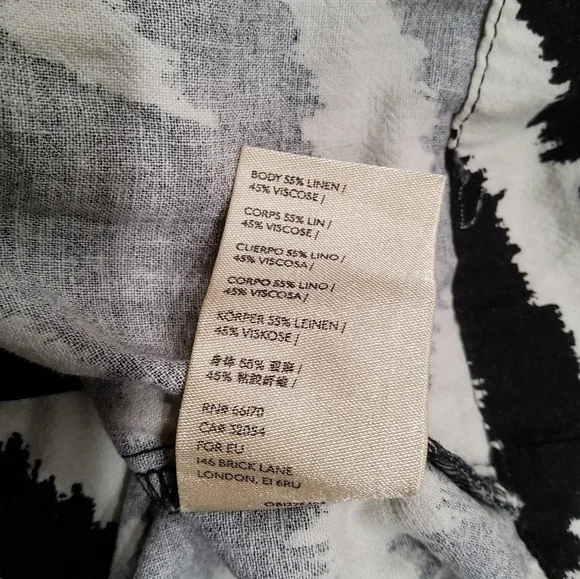 BODY 55% LINEN /
45% VISCOSE /
CORPS 55% LIN /
45% VISCOSE /
CUERPO 55% LINO /
45% VISCOSA /
CORPO 55% LINO /
45% VISCOSA /
KÖRPER 55% LEINEN /
45% VISKOSE /
身体 55% 亚麻 /
45% 粘胶纤维 /
RN# 66170
CA# 32054
FOR EU
146 BRICK LANE
LONDON, E1 6RU